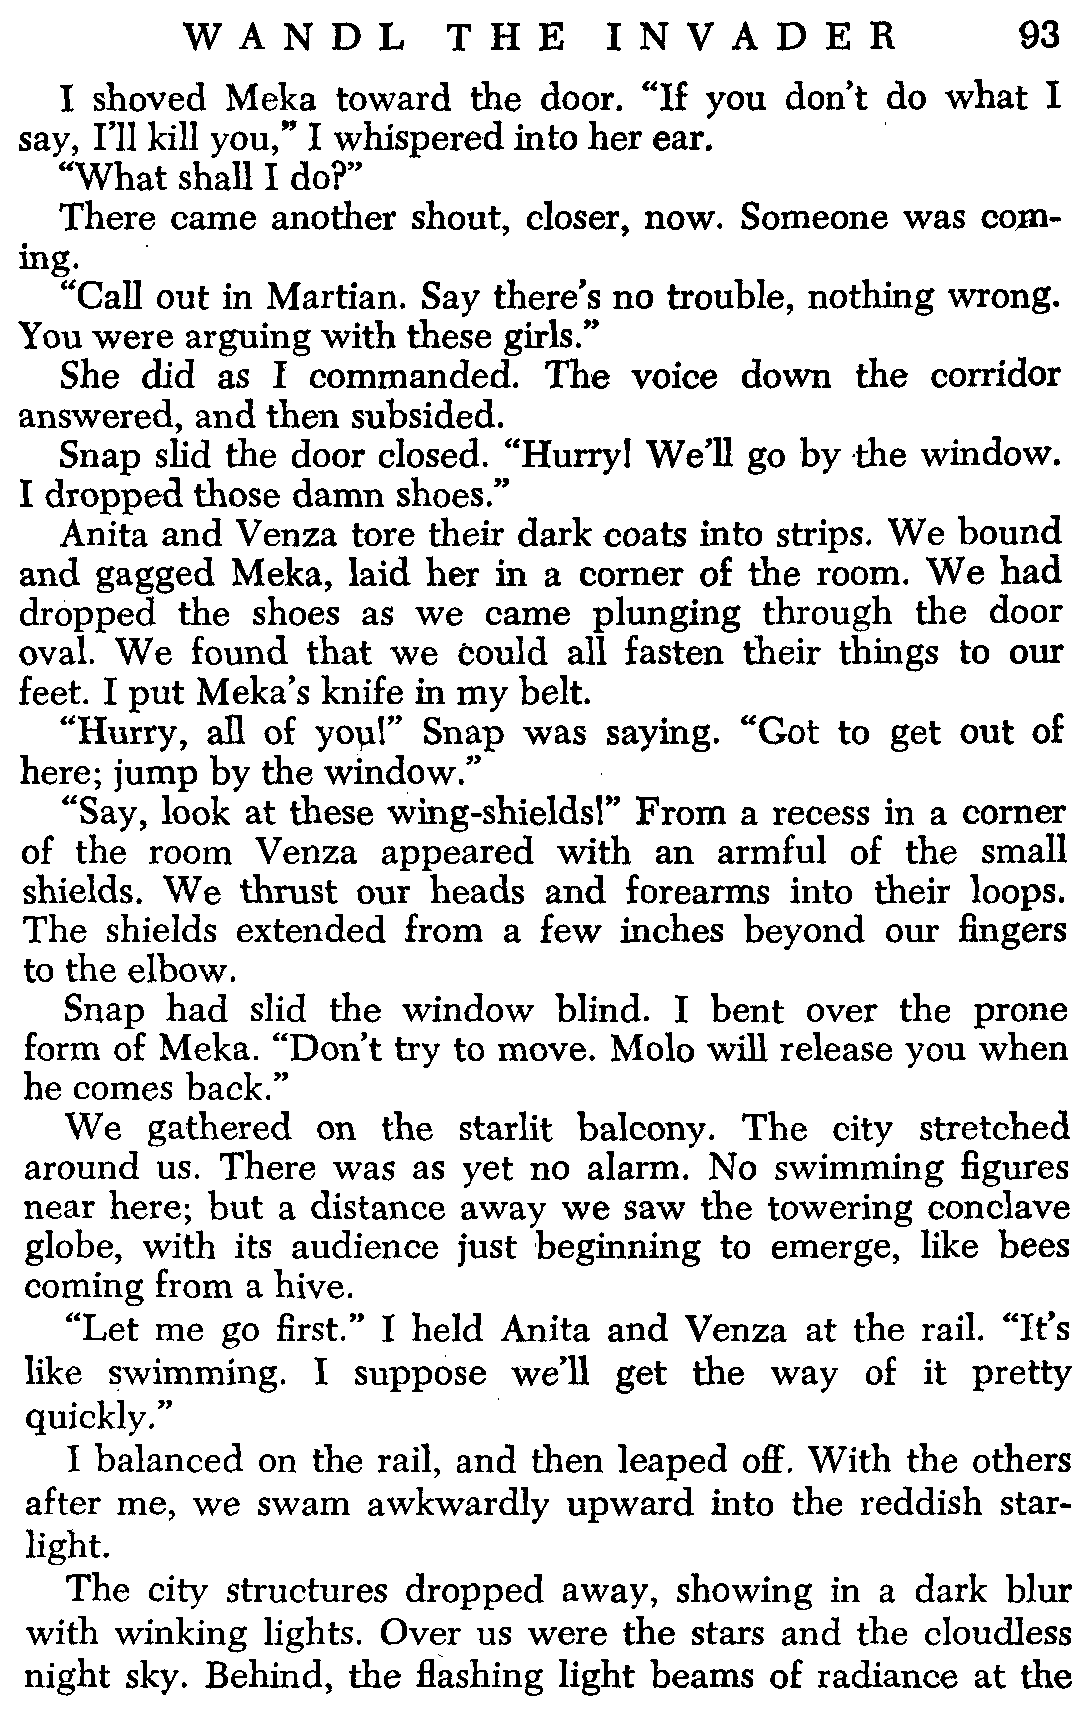 WANDL THE INVADER 93
I shoved Meka toward the door. “If you don’t do what I
say, I’ll kill you,” I whispered into her ear.
“What shall I do?”
There came another shout, closer, now. Someone was com-
ing.
“Call out in Martian. Say there’s no trouble, nothing wrong.
You were arguing with these girls.”
She did as I commanded. The voice down the corridor
answered, and then subsided.
Snap slid the door closed. “Hurry! We’ll go by the window.
I dropped those damn shoes.”
Anita and Venza tore their dark coats into strips. We bound
and gagged Meka, laid her in a corner of the room. We had
dropped the shoes as we came plunging through the door
oval. We found that we could all fasten their things to our
feet. I put Meka’s knife in my belt.
“Hurry, all of you!” Snap was saying. “Got to get out of
here; jump by the window.”
“Say, look at these wing-shields!” From a recess in a corner
of the room Venza appeared with an armful of the small
shields. We thrust our heads and forearms into their loops.
The shields extended from a few inches beyond our fingers
to the elbow.
Snap had slid the window blind. I bent over the prone
form of Meka. “Don’t try to move. Molo will release you when
he comes back.”
We gathered on the starlit balcony. The city stretched
around us. There was as yet no alarm. No swimming figures
near here; but a distance away we saw the towering conclave
globe, with its audience just beginning to emerge, like bees
coming from a hive.
“Let me go first.” I held Anita and Venza at the rail. “It’s
like swimming. I suppose we’ll get the way of it pretty
quickly.”
I balanced on the rail, and then leaped off. With the others
after me, we swam awkwardly upward into the reddish star-
light.
The city structures dropped away, showing in a dark blur
with winking lights. Over us were the stars and the cloudless
night sky. Behind, the flashing light beams of radiance at the